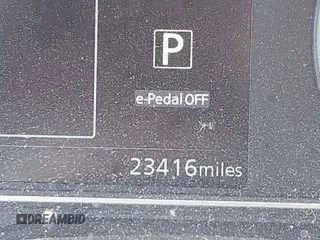 P
e-Pedal OFF
23416miles
DREAMBID